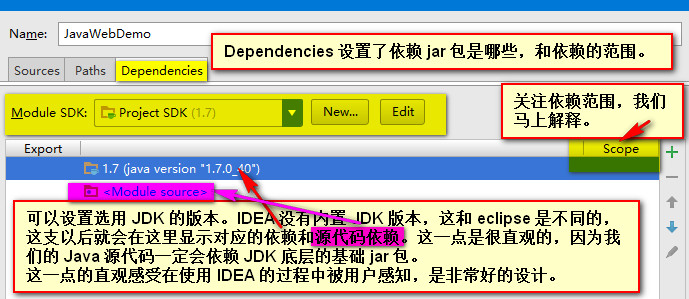 Name: JavaWebDemo
Dependencies 设置了依赖 jar 包是哪些，和依赖的范围。
Sources Paths Dependencies
Module SDK: Project SDK (1.7) New... Edit
关注依赖范围，我们
马上解释。
Export Scope
1.7 (java version "1.7.0_40")
<Module source>
可以设置选用 JDK 的版本。IDEA 没有内置 JDK 版本，这和 eclipse 是不同的，
这支以后就会在这里显示对应的依赖和源代码依赖。这一点是很直观的，因为我
们的 Java 源代码一定会依赖 JDK 底层的基础 jar 包。
这一点的直观感受在使用 IDEA 的过程中被用户感知，是非常好的设计。